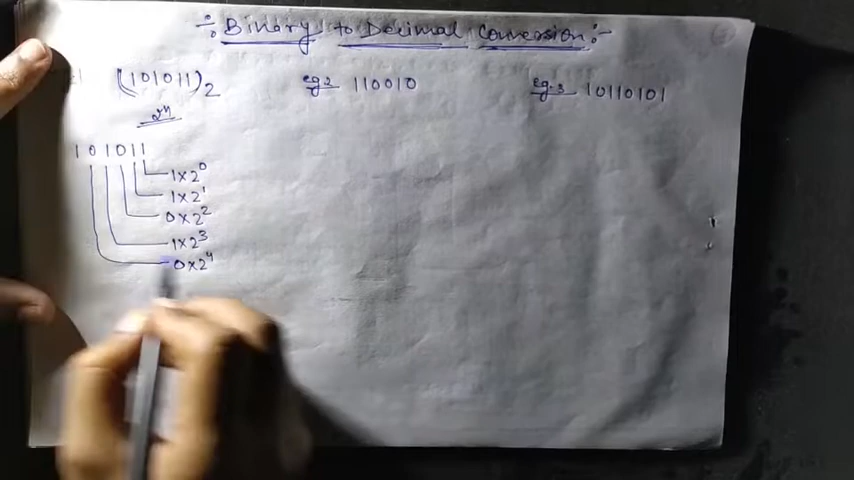 ÷ Binary to Decimal Conversion :-
(101011)₂
eg 2 110010
eg. 3 10110101
2ⁿ
101011
1×2⁰
1×2¹
0×2²
1×2³
0×2⁴